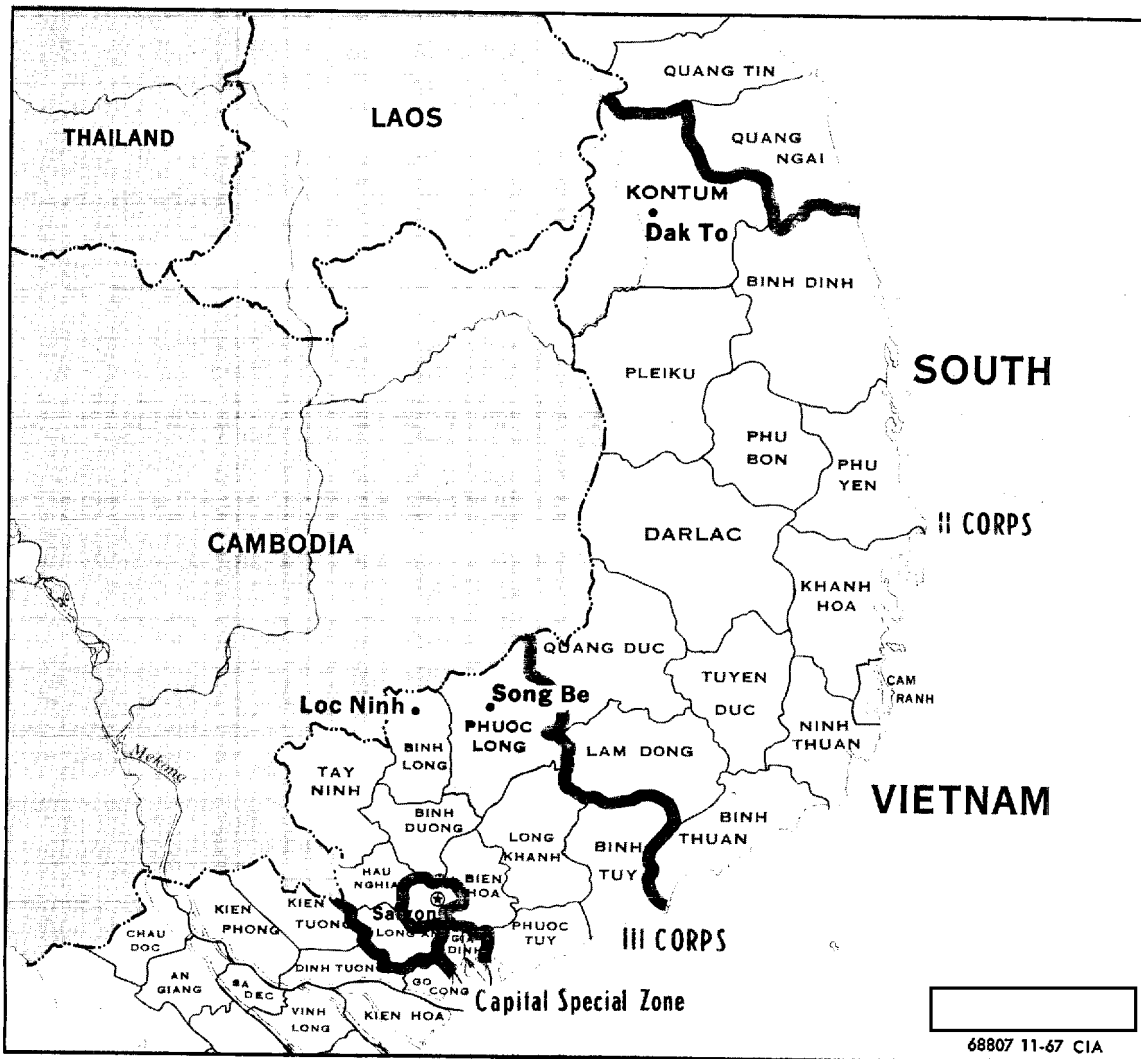 QUANG TIN
THAILAND
LAOS
QUANG
NGAI
KONTUM
Dak To
BINH DINH
SOUTH
PLEIKU
PHU
BON
PHU
YEN
II CORPS
DARLAC
CAMBODIA
KHANH
HOA
QUANG DUC
TUYEN
DUC
CAM
RANH
Loc Ninh
Song Be
PHUOC
LONG
NINH
THUAN
BINH
LONG
LAM DONG
Mekong
TAY
NINH
VIETNAM
BINH
DUONG
BINH
THUAN
LONG
KHANH
BINH
TUY
HAU
NGHIA
BIEN
HOA
KIEN
PHONG
KIEN
TUONG
Saigon
LONG AN
GIA
DINH
PHUOC
TUY
III CORPS
CHAU
DOC
DINH TUONG
AN
GIANG
SA
DEC
GO
CONG
Capital Special Zone
VINH
LONG
KIEN HOA
68807 11-67 CIA